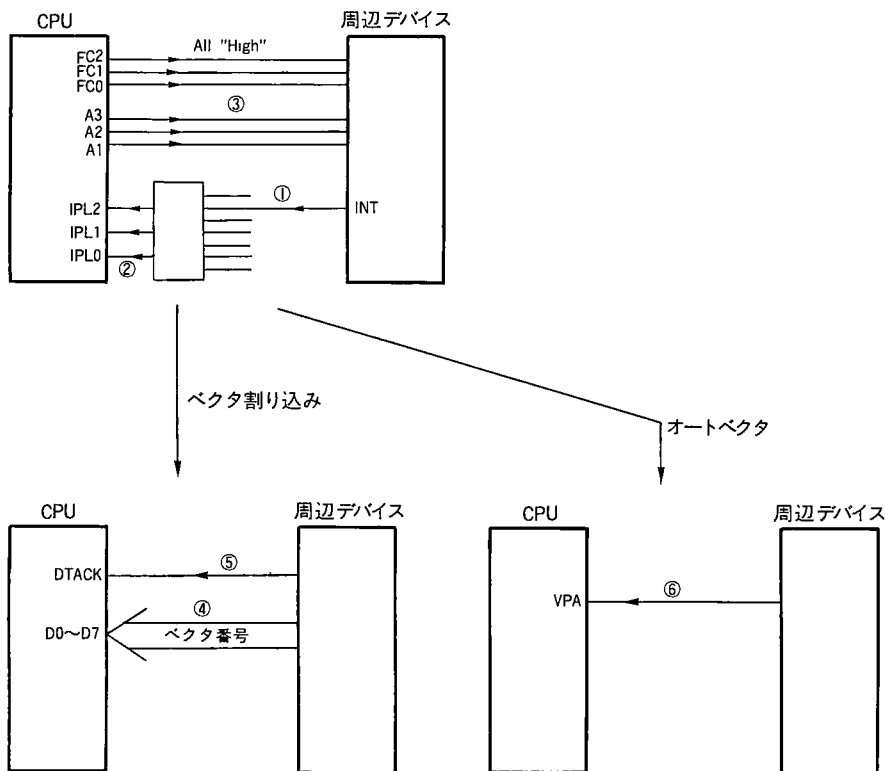 CPU
周辺デバイス
FC2
FC1
FC0
All "High"
③
A3
A2
A1
①
IPL2
IPL1
IPL0
INT
②
ベクタ割り込み
オートベクタ
CPU
周辺デバイス
DTACK
⑤
④
D0～D7
ベクタ番号
CPU
周辺デバイス
VPA
⑥